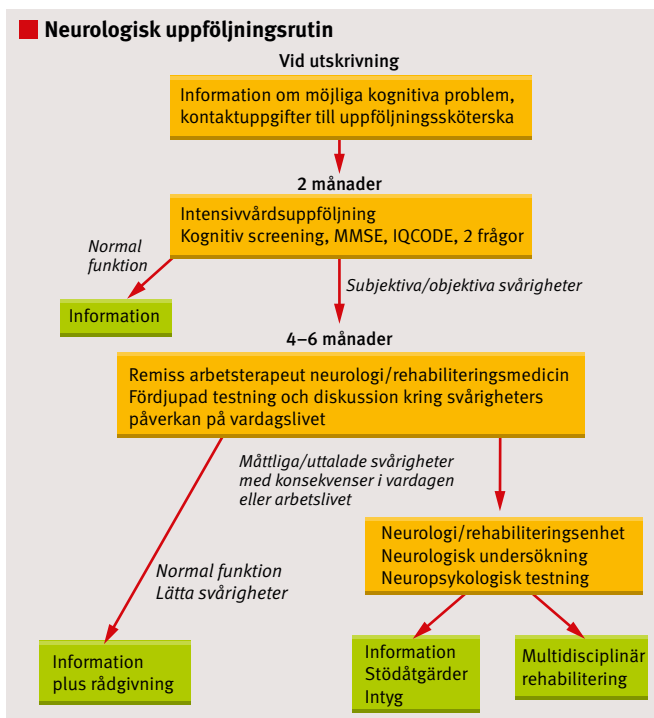 Neurologisk uppföljningsrutin
Vid utskrivning
Information om möjliga kognitiva problem,
kontaktuppgifter till uppföljningssköterska
2 månader
Intensivvårdsuppföljning
Kognitiv screening, MMSE, IQCODE, 2 frågor
Normal
funktion
Information
Subjektiva/objektiva svårigheter
4–6 månader
Remiss arbetsterapeut neurologi/rehabiliteringsmedicin
Fördjupad testning och diskussion kring svårigheters
påverkan på vardagslivet
Måttliga/uttalade svårigheter
med konsekvenser i vardagen
eller arbetslivet
Neurologi/rehabiliteringsenhet
Neurologisk undersökning
Neuropsykologisk testning
Normal funktion
Lätta svårigheter
Information
plus rådgivning
Information
Stödåtgärder
Intyg
Multidisciplinär
rehabilitering